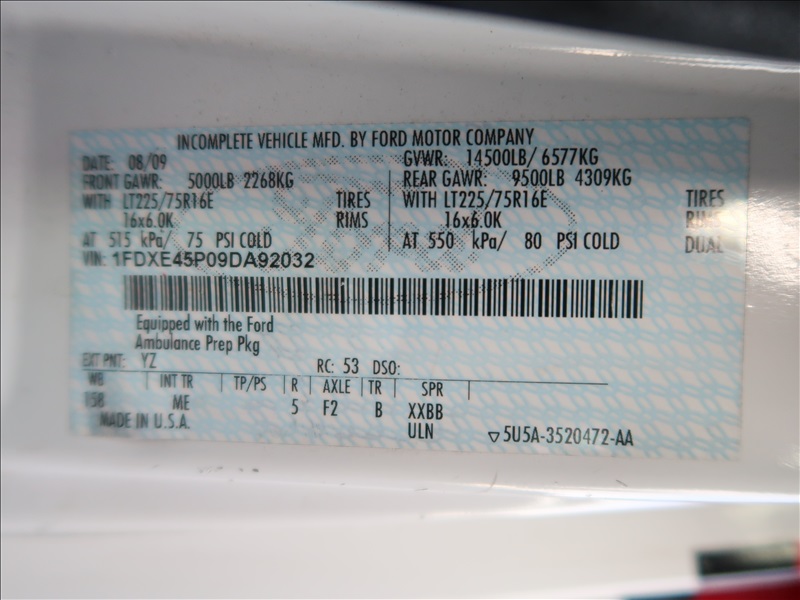 INCOMPLETE VEHICLE MFD. BY FORD MOTOR COMPANY
DATE: 08/09 GVWR: 14500LB/ 6577KG
FRONT GAWR: 5000LB 2268KG REAR GAWR: 9500LB 4309KG
WITH LT225/75R16E TIRES WITH LT225/75R16E TIRES
16x6.0K RIMS 16x6.0K RIMS
AT 515 kPa/ 75 PSI COLD AT 550 kPa/ 80 PSI COLD DUAL
VIN: 1FDXE45P09DA92032
Equipped with the Ford
Ambulance Prep Pkg
EXT PNT: YZ RC: 53 DSO:
WB INT TR TP/PS R AXLE TR SPR
158 ME 5 F2 B XXBB
MADE IN U.S.A. ULN 5U5A-3520472-AA